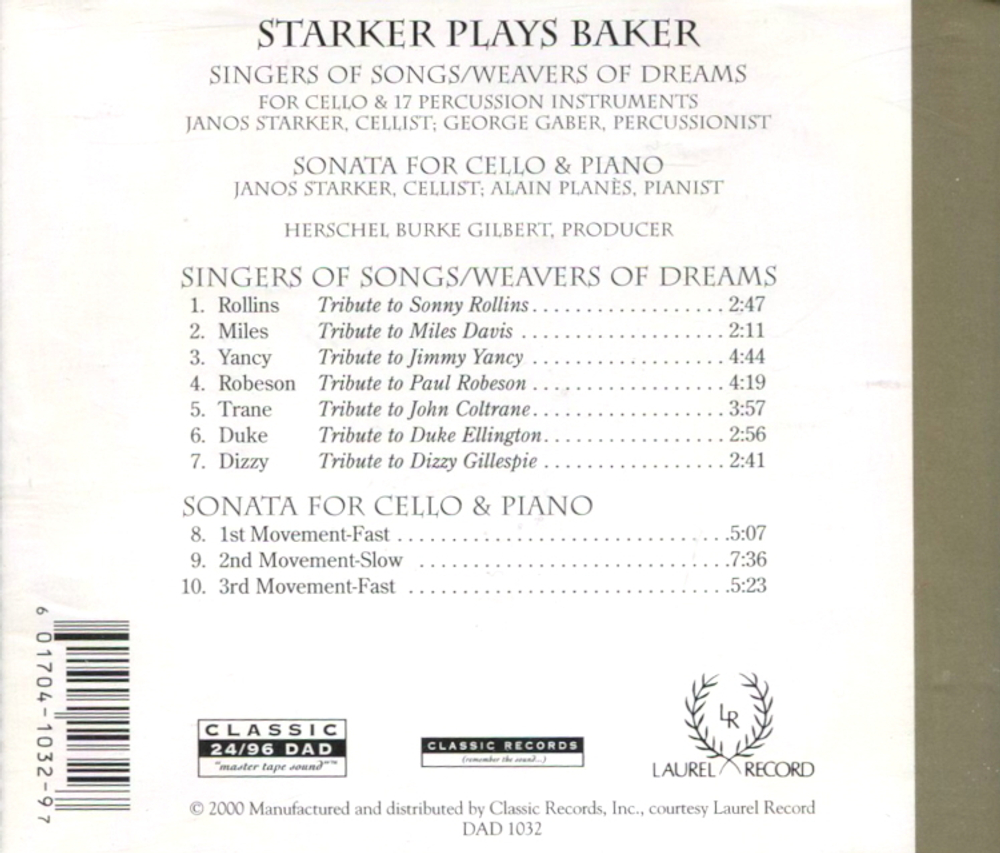 STARKER PLAYS BAKER
SINGERS OF SONGS/WEAVERS OF DREAMS
FOR CELLO & 17 PERCUSSION INSTRUMENTS
JANOS STARKER, CELLIST; GEORGE GABER, PERCUSSIONIST
SONATA FOR CELLO & PIANO
JANOS STARKER, CELLIST; ALAIN PLANÈS, PIANIST
HERSCHEL BURKE GILBERT, PRODUCER
SINGERS OF SONGS/WEAVERS OF DREAMS
1. Rollins Tribute to Sonny Rollins . . . . . . . . . . . . . . . . . . . 2:47
2. Miles Tribute to Miles Davis . . . . . . . . . . . . . . . . . . . . 2:11
3. Yancy Tribute to Jimmy Yancy . . . . . . . . . . . . . . . . . . . 4:44
4. Robeson Tribute to Paul Robeson . . . . . . . . . . . . . . . . . . . 4:19
5. Trane Tribute to John Coltrane . . . . . . . . . . . . . . . . . . . 3:57
6. Duke Tribute to Duke Ellington . . . . . . . . . . . . . . . . . . 2:56
7. Dizzy Tribute to Dizzy Gillespie . . . . . . . . . . . . . . . . . . 2:41
SONATA FOR CELLO & PIANO
8. 1st Movement-Fast . . . . . . . . . . . . . . . . . . . . . . . . . . . . . . . . .5:07
9. 2nd Movement-Slow . . . . . . . . . . . . . . . . . . . . . . . . . . . . . . .7:36
10. 3rd Movement-Fast . . . . . . . . . . . . . . . . . . . . . . . . . . . . . . . .5:23
6 01704-1032-9 7
CLASSIC
24/96 DAD
"master tape sound"™
CLASSIC RECORDS
(remember the sound...)
LR
LAUREL RECORD
© 2000 Manufactured and distributed by Classic Records, Inc., courtesy Laurel Record
DAD 1032